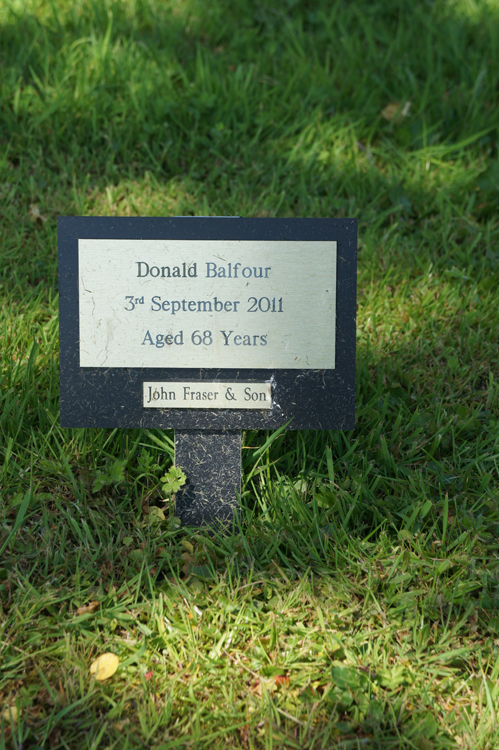 Donald Balfour
3rd September 2011
Aged 68 Years
John Fraser & Son